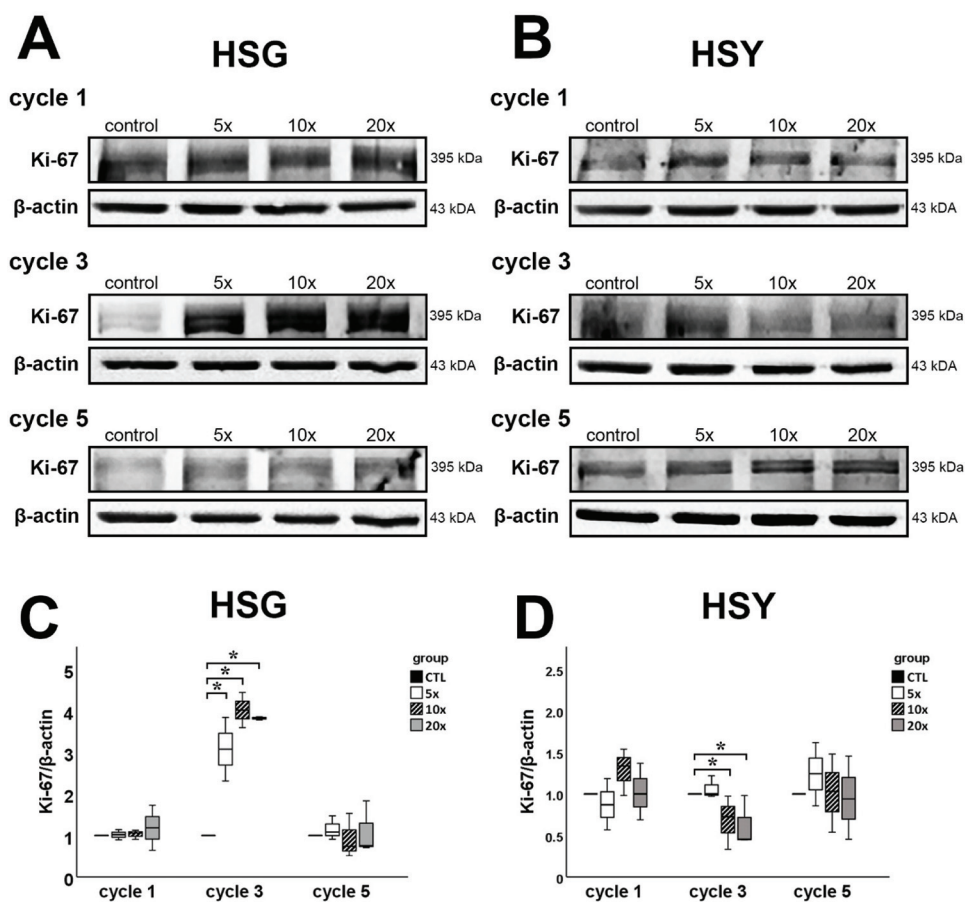 A
HSG
cycle 1
control 5x 10x 20x
Ki-67 395 kDa
β-actin 43 kDA
cycle 3
control 5x 10x 20x
Ki-67 395 kDa
β-actin 43 kDA
cycle 5
control 5x 10x 20x
Ki-67 395 kDa
β-actin 43 kDA
B
HSY
cycle 1
control 5x 10x 20x
Ki-67 395 kDa
β-actin 43 kDA
cycle 3
control 5x 10x 20x
Ki-67 395 kDa
β-actin 43 kDA
cycle 5
control 5x 10x 20x
Ki-67 395 kDa
β-actin 43 kDA
C
HSG
Ki-67/β-actin
5
4
3
2
1
0
* * *
cycle 1 cycle 3 cycle 5
group
CTL
5x
10x
20x
D
HSY
Ki-67/β-actin
2.5
2.0
1.5
1.0
0.5
0
* *
cycle 1 cycle 3 cycle 5
group
CTL
5x
10x
20x